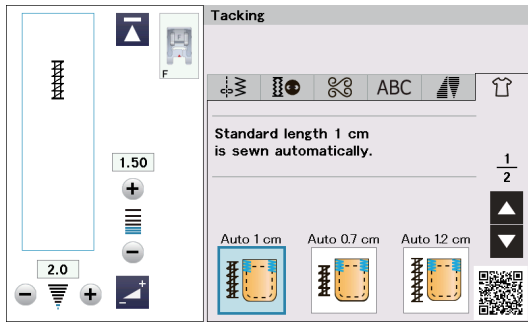 Tacking
F
ABC
Standard length 1 cm
is sewn automatically.
1.50
1
2
2.0
Auto 1 cm
Auto 0.7 cm
Auto 1.2 cm